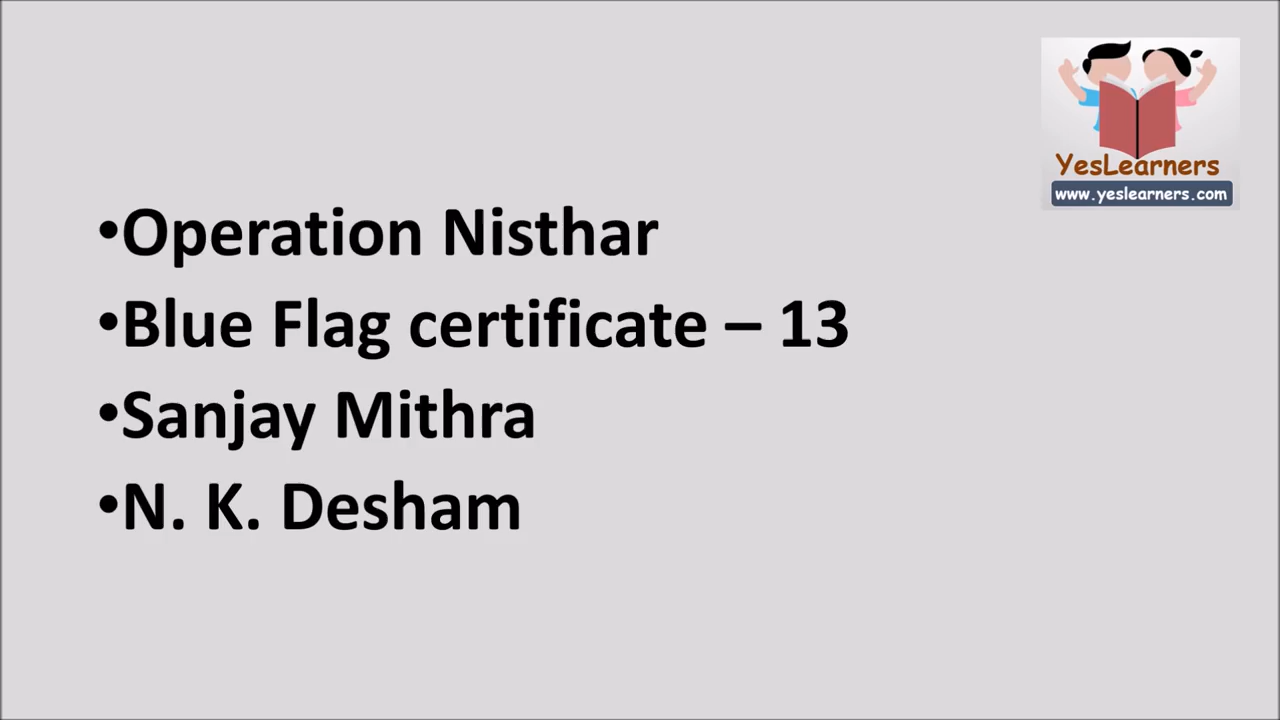 YesLearners
www.yeslearners.com
•Operation Nisthar
•Blue Flag certificate – 13
•Sanjay Mithra
•N. K. Desham